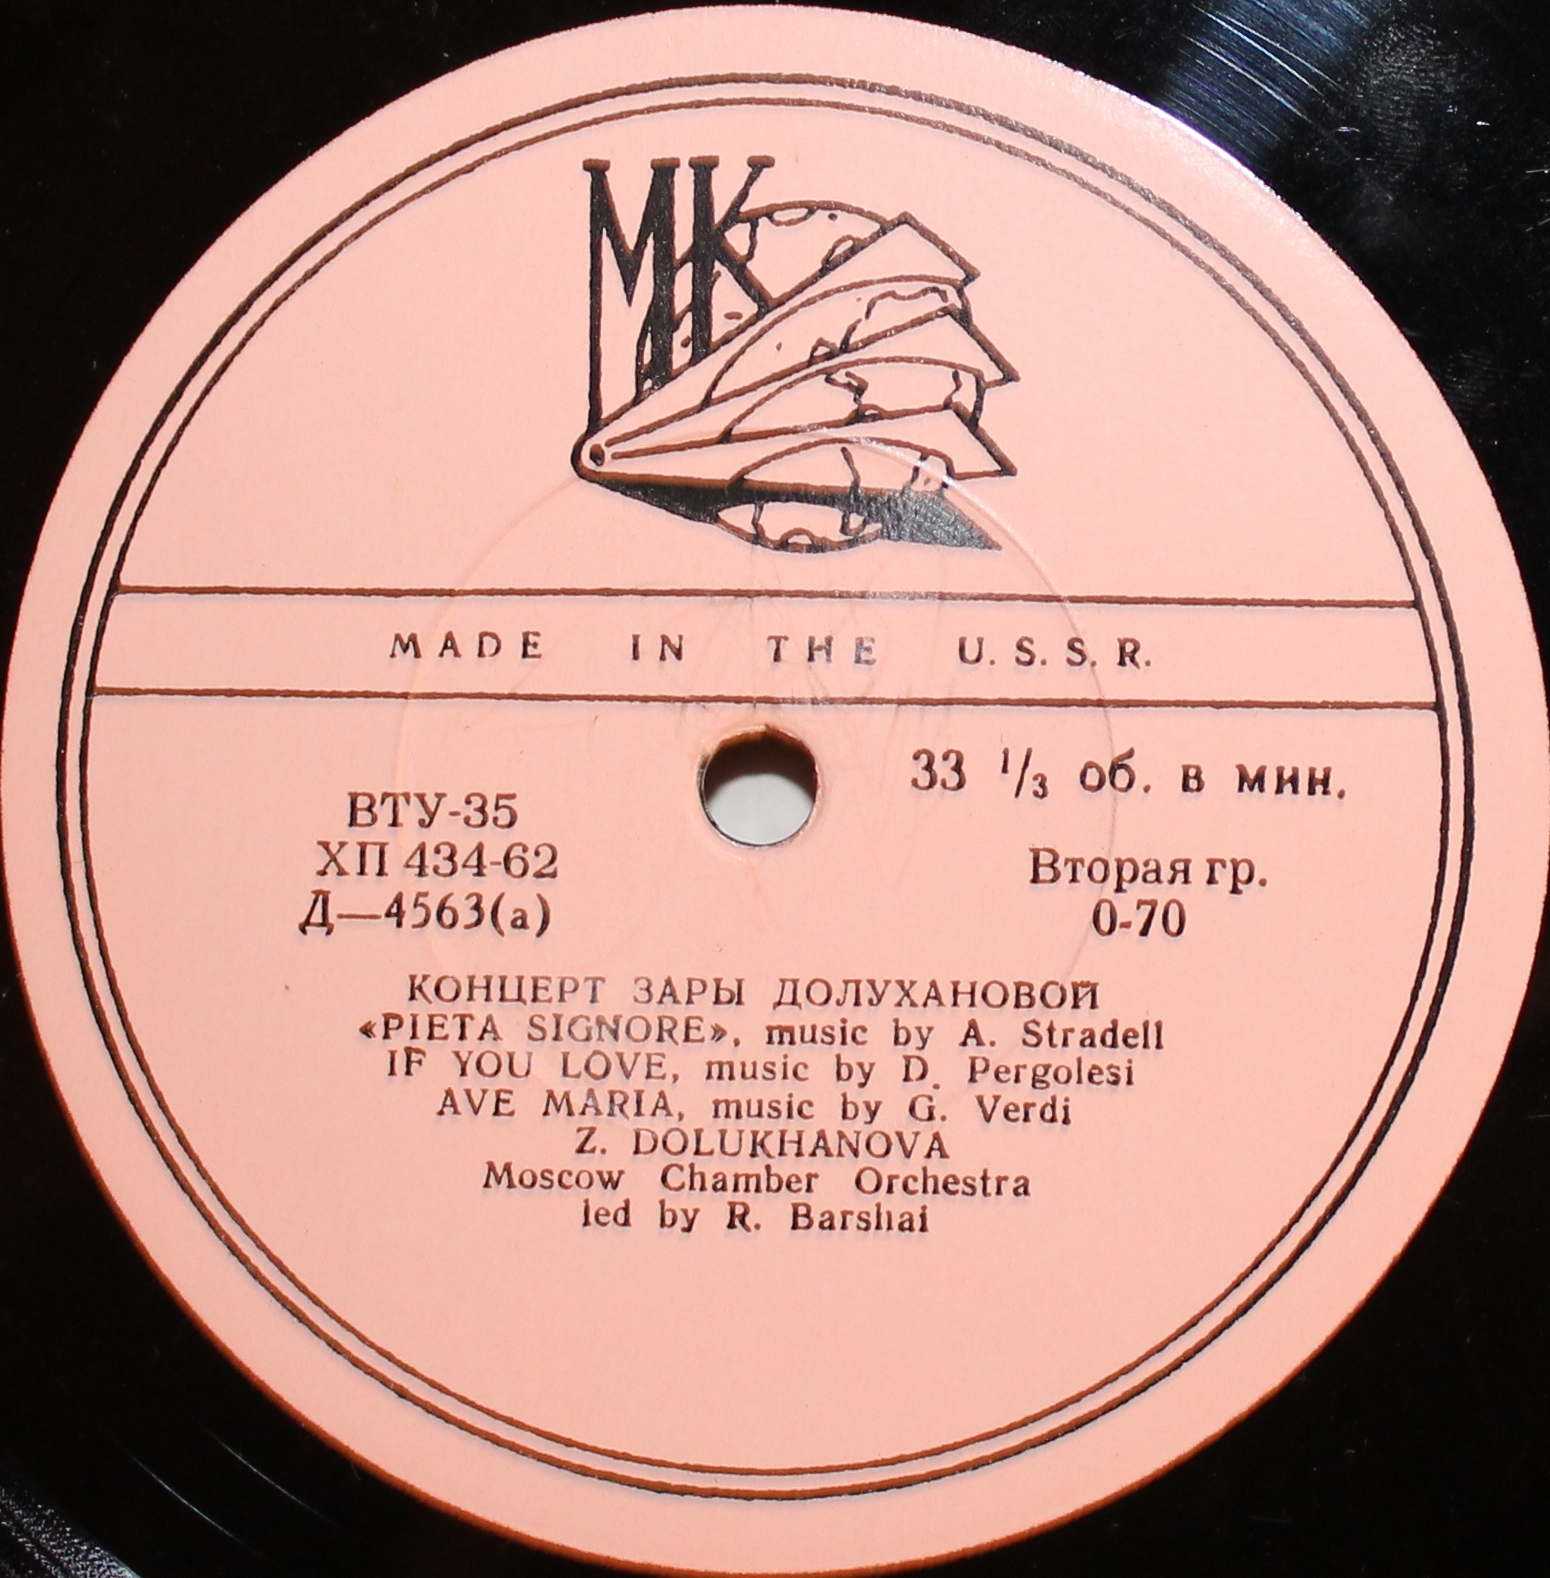 МК
MADE IN THE U.S.S.R.
33 1/3 об. в мин.
ВТУ-35
ХП 434-62
Д—4563(а)
Вторая гр.
0-70
КОНЦЕРТ ЗАРЫ ДОЛУХАНОВОЙ
«PIETA SIGNORE», music by A. Stradell
IF YOU LOVE, music by D. Pergolesi
AVE MARIA, music by G. Verdi
Z. DOLUKHANOVA
Moscow Chamber Orchestra
led by R. Barshai